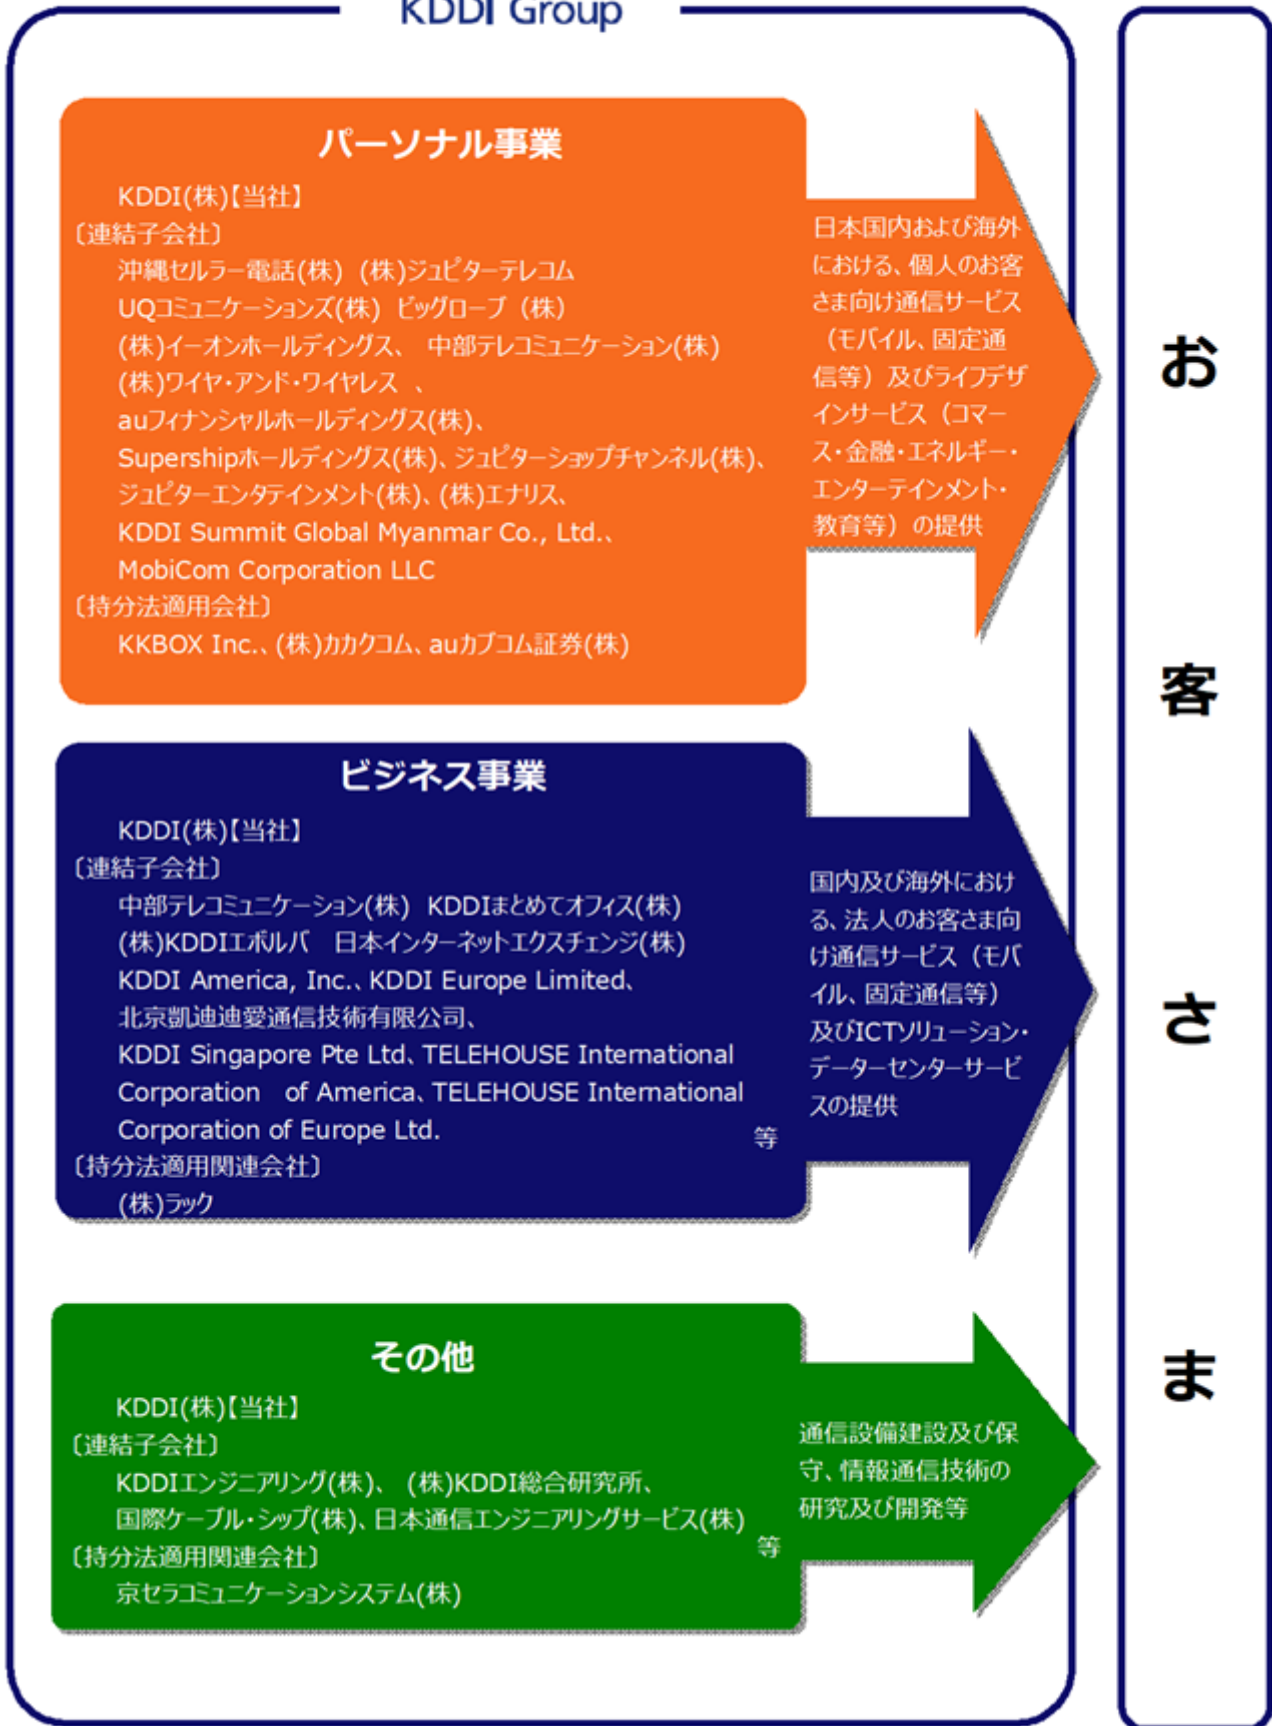 KDDI Group
パーソナル事業
KDDI(株)【当社】
〔連結子会社〕
沖縄セルラー電話(株) (株)ジュピターテレコム
UQコミュニケーションズ(株) ビッグローブ (株)
(株)イーオンホールディングス、 中部テレコミュニケーション(株)
(株)ワイヤ・アンド・ワイヤレス 、
auフィナンシャルホールディングス(株)、
Supershipホールディングス(株)、ジュピターショップチャンネル(株)、
ジュピターエンタテインメント(株)、(株)エナリス、
KDDI Summit Global Myanmar Co., Ltd.、
MobiCom Corporation LLC
〔持分法適用会社〕
KKBOX Inc.、(株)カカクコム、auカブコム証券(株)
日本国内および海外
における、個人のお客
さま向け通信サービス
(モバイル、固定通
信等) 及びライフデザ
インサービス (コマー
ス・金融・エネルギー・
エンターテインメント・
教育等) の提供
ビジネス事業
KDDI(株)【当社】
〔連結子会社〕
中部テレコミュニケーション(株) KDDIまとめてオフィス(株)
(株)KDDIエボルバ 日本インターネットエクスチェンジ(株)
KDDI America, Inc.、KDDI Europe Limited、
北京凱迪迪愛通信技術有限公司、
KDDI Singapore Pte Ltd、TELEHOUSE International
Corporation of America、TELEHOUSE International
Corporation of Europe Ltd. 等
〔持分法適用関連会社〕
(株)ラック
国内及び海外におけ
る、法人のお客さま向
け通信サービス (モバ
イル、固定通信等)
及びICTソリューション・
データーセンターサービ
スの提供
その他
KDDI(株)【当社】
〔連結子会社〕
KDDIエンジニアリング(株)、 (株)KDDI総合研究所、
国際ケーブル・シップ(株)、日本通信エンジニアリングサービス(株)
等
〔持分法適用関連会社〕
京セラコミュニケーションシステム(株)
通信設備建設及び保
守、情報通信技術の
研究及び開発等
お
客
さ
ま